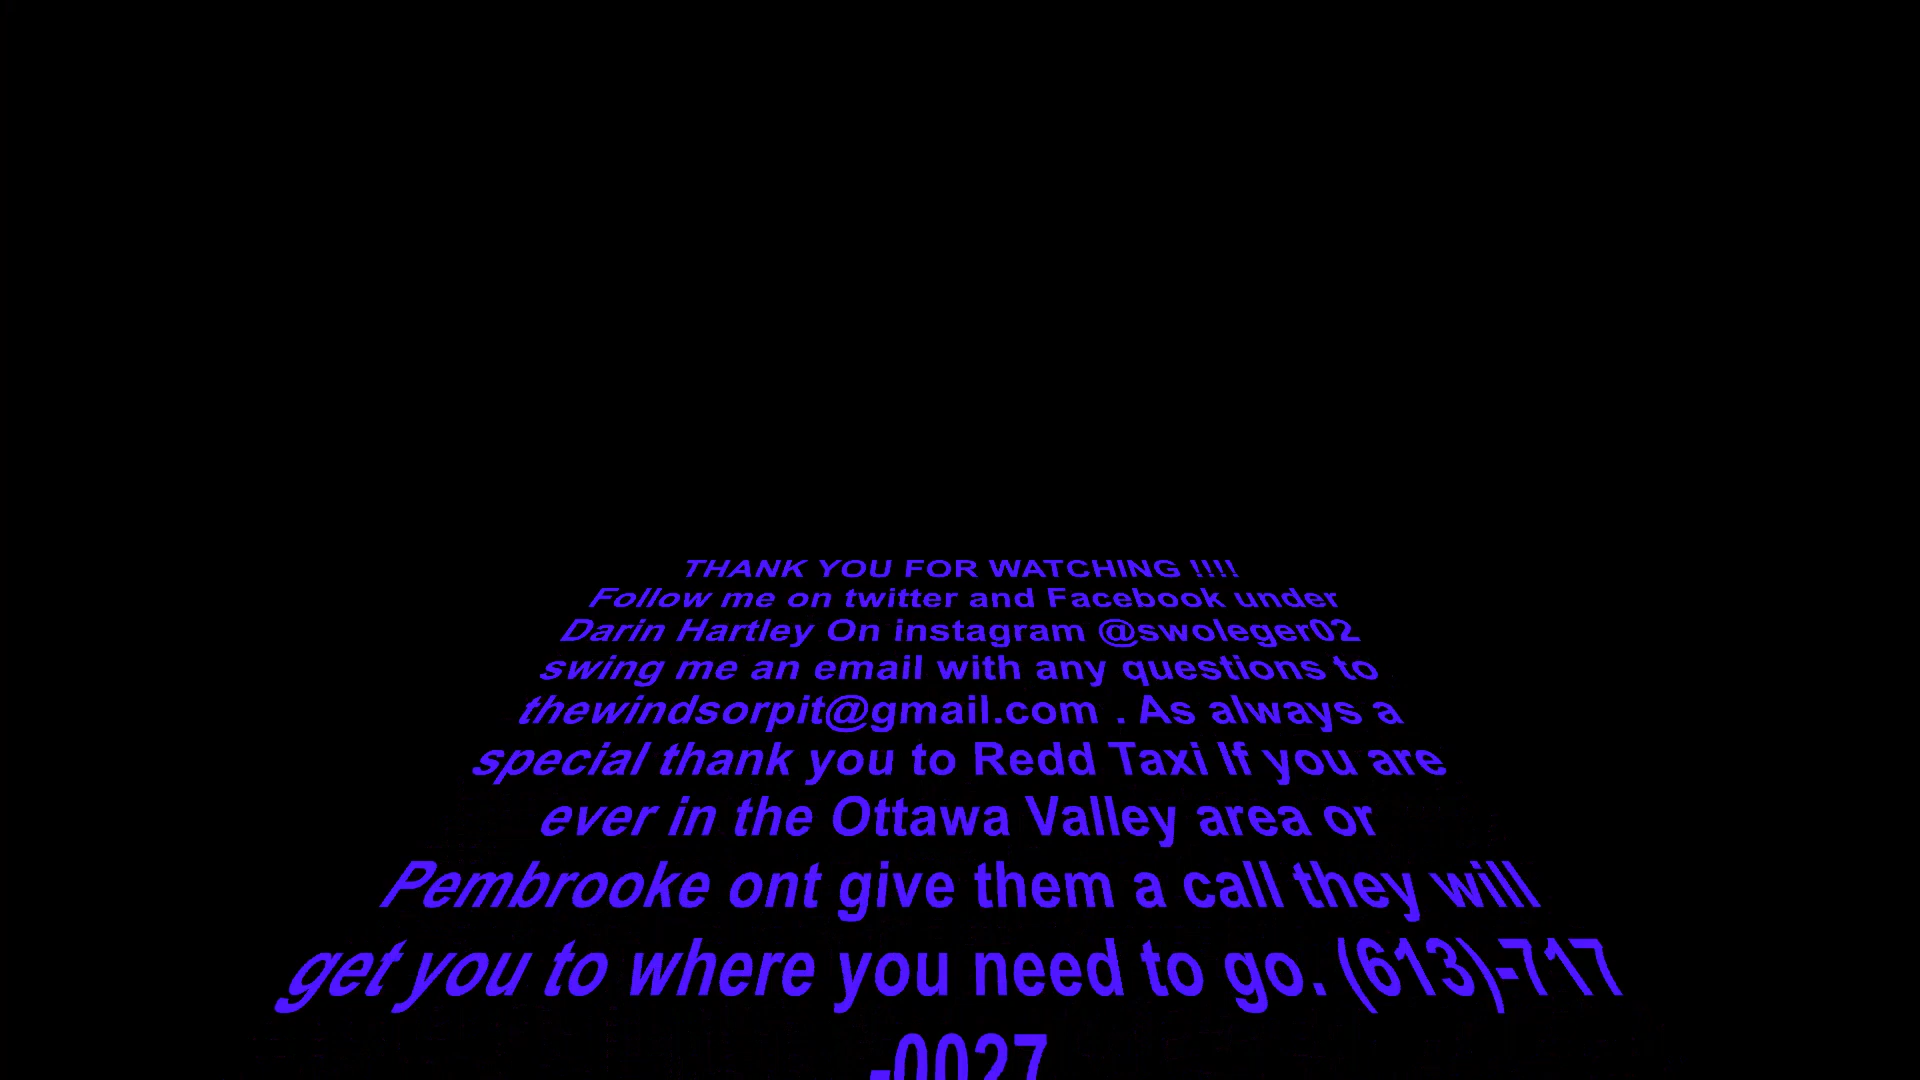 THANK YOU FOR WATCHING !!!!
Follow me on twitter and Facebook under
Darin Hartley On instagram @swoleger02
swing me an email with any questions to
thewindsorpit@gmail.com . As always a
special thank you to Redd Taxi If you are
ever in the Ottawa Valley area or
Pembrooke ont give them a call they will
get you to where you need to go. (613)-717
-0027